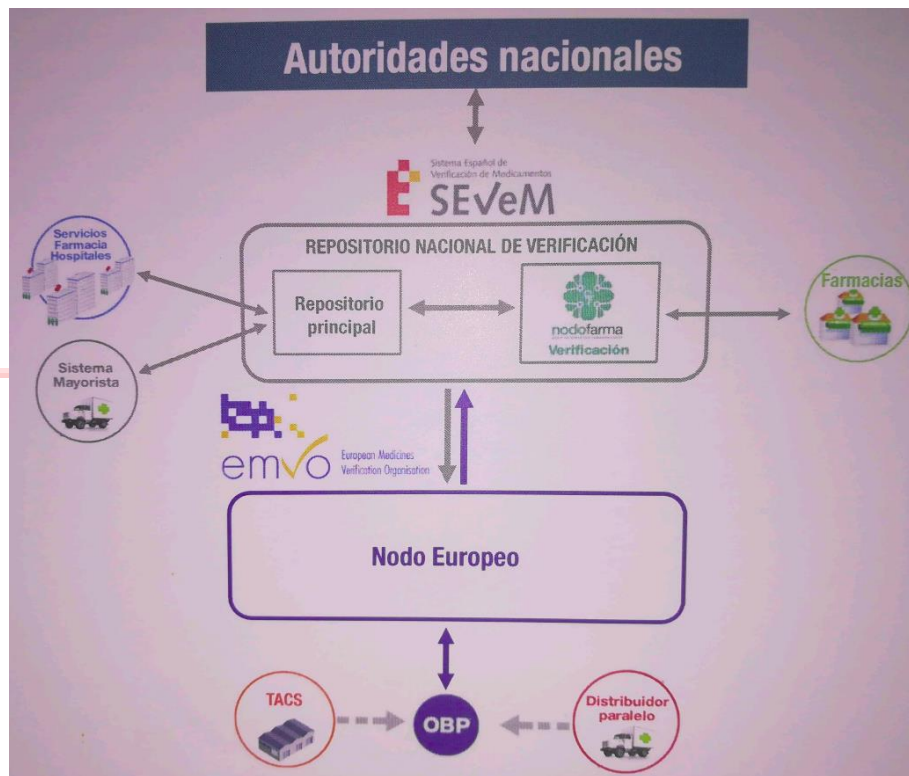 Autoridades nacionales
Sistema Español de
Verificación de Medicamentos
SEVeM
REPOSITORIO NACIONAL DE VERIFICACIÓN
Servicios
Farmacia
Hospitales
Repositorio
principal
nodofarma
Verificación
Farmacias
Sistema
Mayorista
emvo
European Medicines
Verification Organisation
Nodo Europeo
TACS
OBP
Distribuidor
paralelo